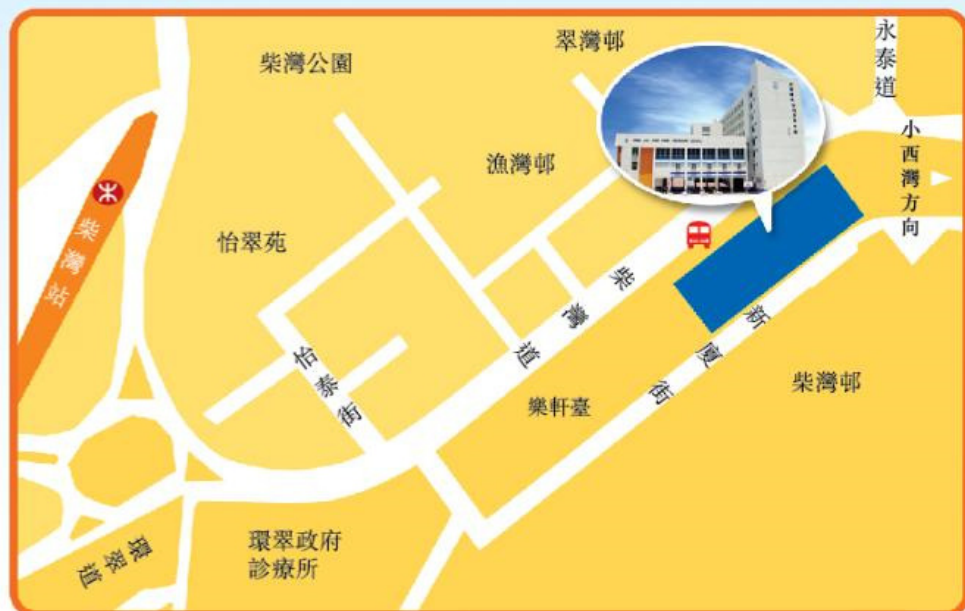 柴灣公園
翠灣邨
永泰道
小西灣方向
漁灣邨
怡翠苑
柴灣站
柴灣道
新廈街
怡泰街
樂軒臺
柴灣邨
環翠政府
診療所
環翠道